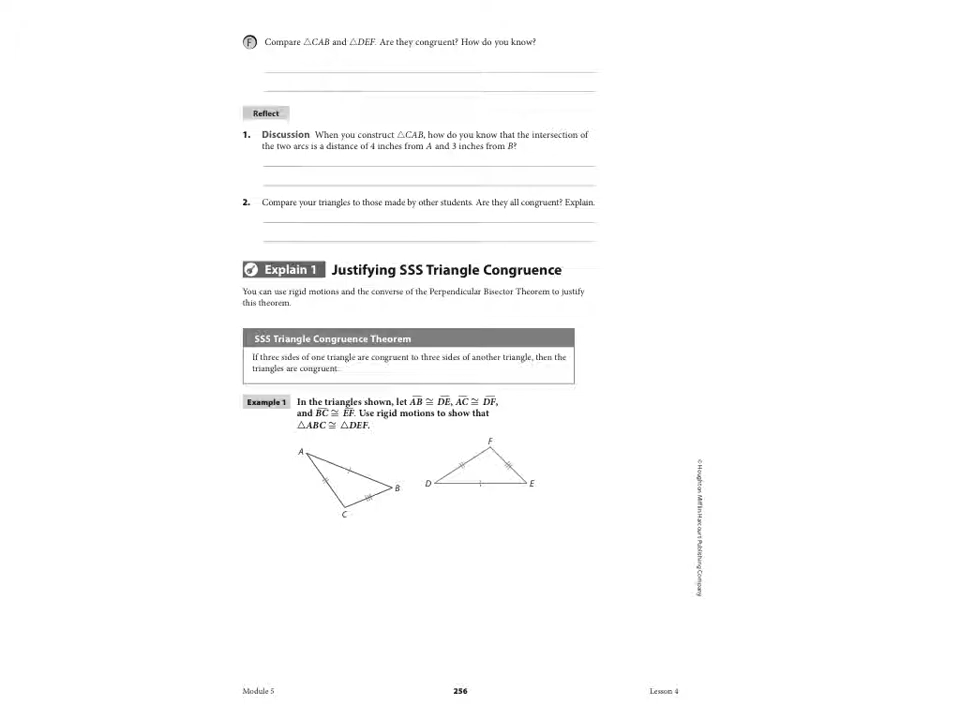 F Compare △CAB and △DEF. Are they congruent? How do you know?
Reflect
1. Discussion When you construct △CAB, how do you know that the intersection of
the two arcs is a distance of 4 inches from A and 3 inches from B?
2. Compare your triangles to those made by other students. Are they all congruent? Explain.
Explain 1 Justifying SSS Triangle Congruence
You can use rigid motions and the converse of the Perpendicular Bisector Theorem to justify
this theorem.
SSS Triangle Congruence Theorem
If three sides of one triangle are congruent to three sides of another triangle, then the
triangles are congruent.
Example 1 In the triangles shown, let A̅B̅ ≅ D̅E̅, A̅C̅ ≅ D̅F̅,
and B̅C̅ ≅ E̅F̅. Use rigid motions to show that
△ABC ≅ △DEF.
A
B
C
F
D
E
© Houghton Mifflin Harcourt Publishing Company
Module 5 256 Lesson 4